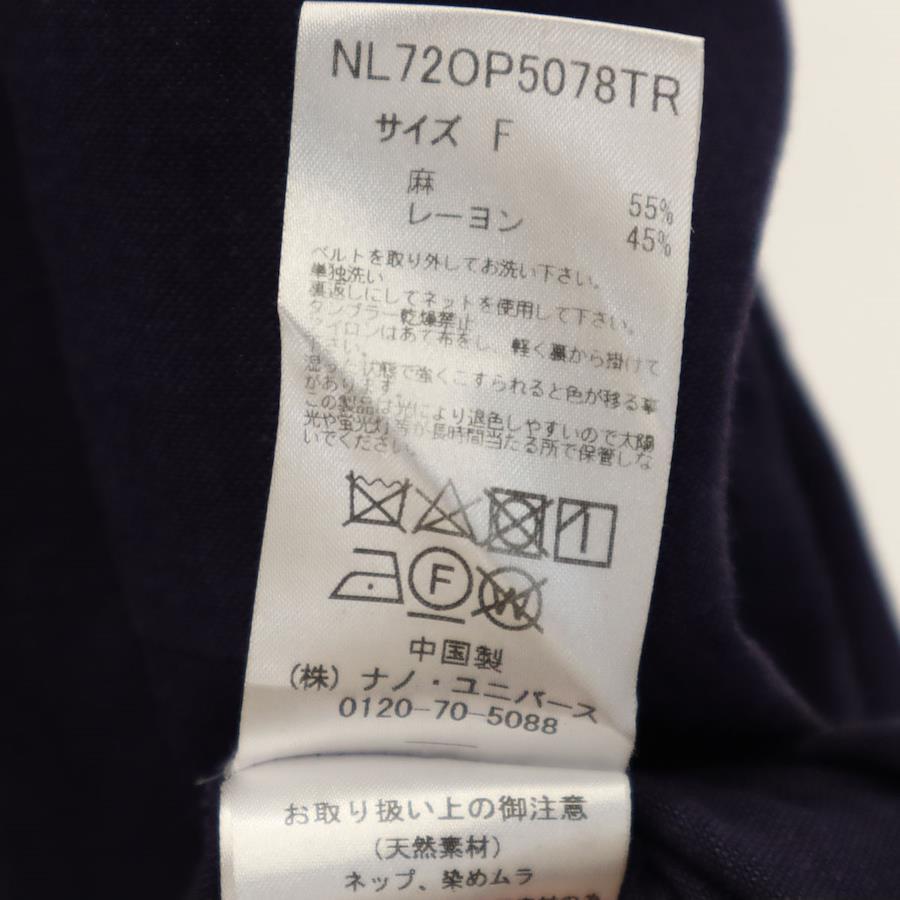 NL72OP5078TR
サイズ F
麻 55%
レーヨン 45%
ベルトを取り外してお洗い下さい。
単独洗い
裏返しにしてネットを使用して下さい。
タンブラー乾燥禁止
アイロンはあて布をし、軽く裏から掛けて
下さい。
湿った状態で強くこすられると色が移る事
があります。
この製品は光により退色しやすいので太陽
光や蛍光灯等が長時間当たる所で保管しな
いでください。
F
W
中国製
(株) ナノ・ユニバース
0120-70-5088
お取り扱い上の御注意
(天然素材)
ネップ、染めムラ